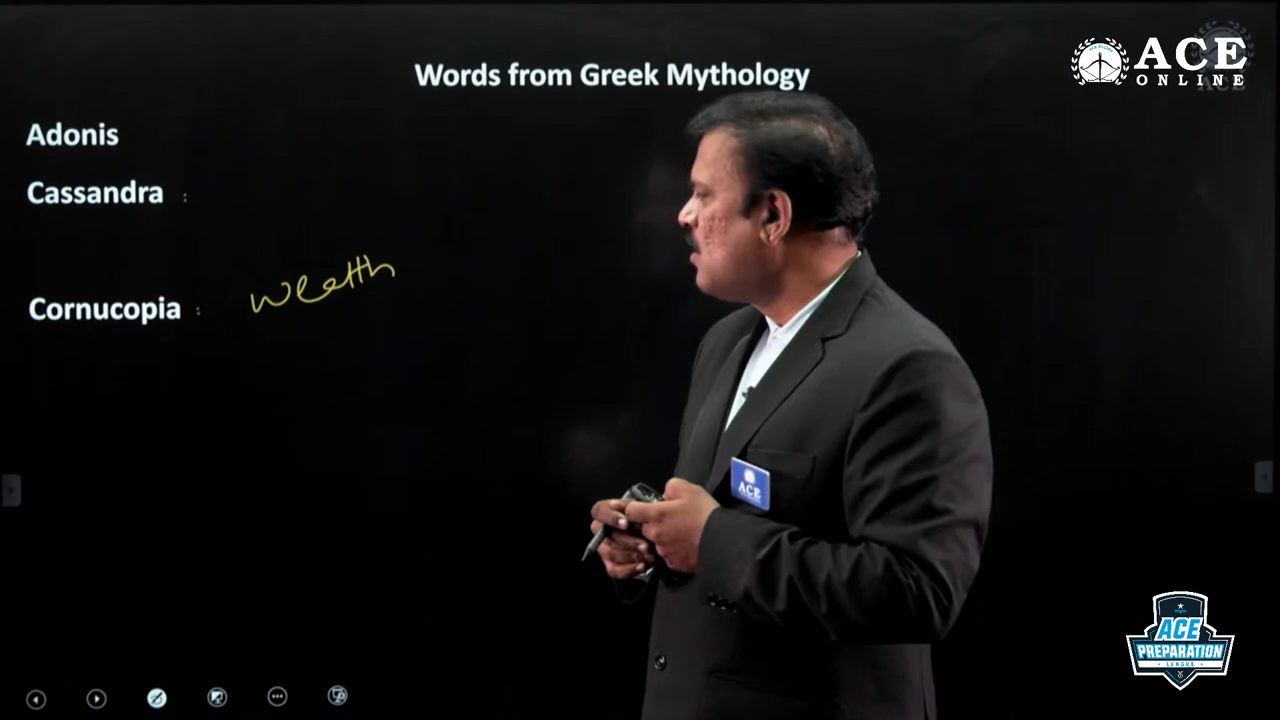 ACE
ONLINE
Words from Greek Mythology
Adonis
Cassandra :
Cornucopia : wealth
ACE
ACE
PREPARATION
LEAGUE